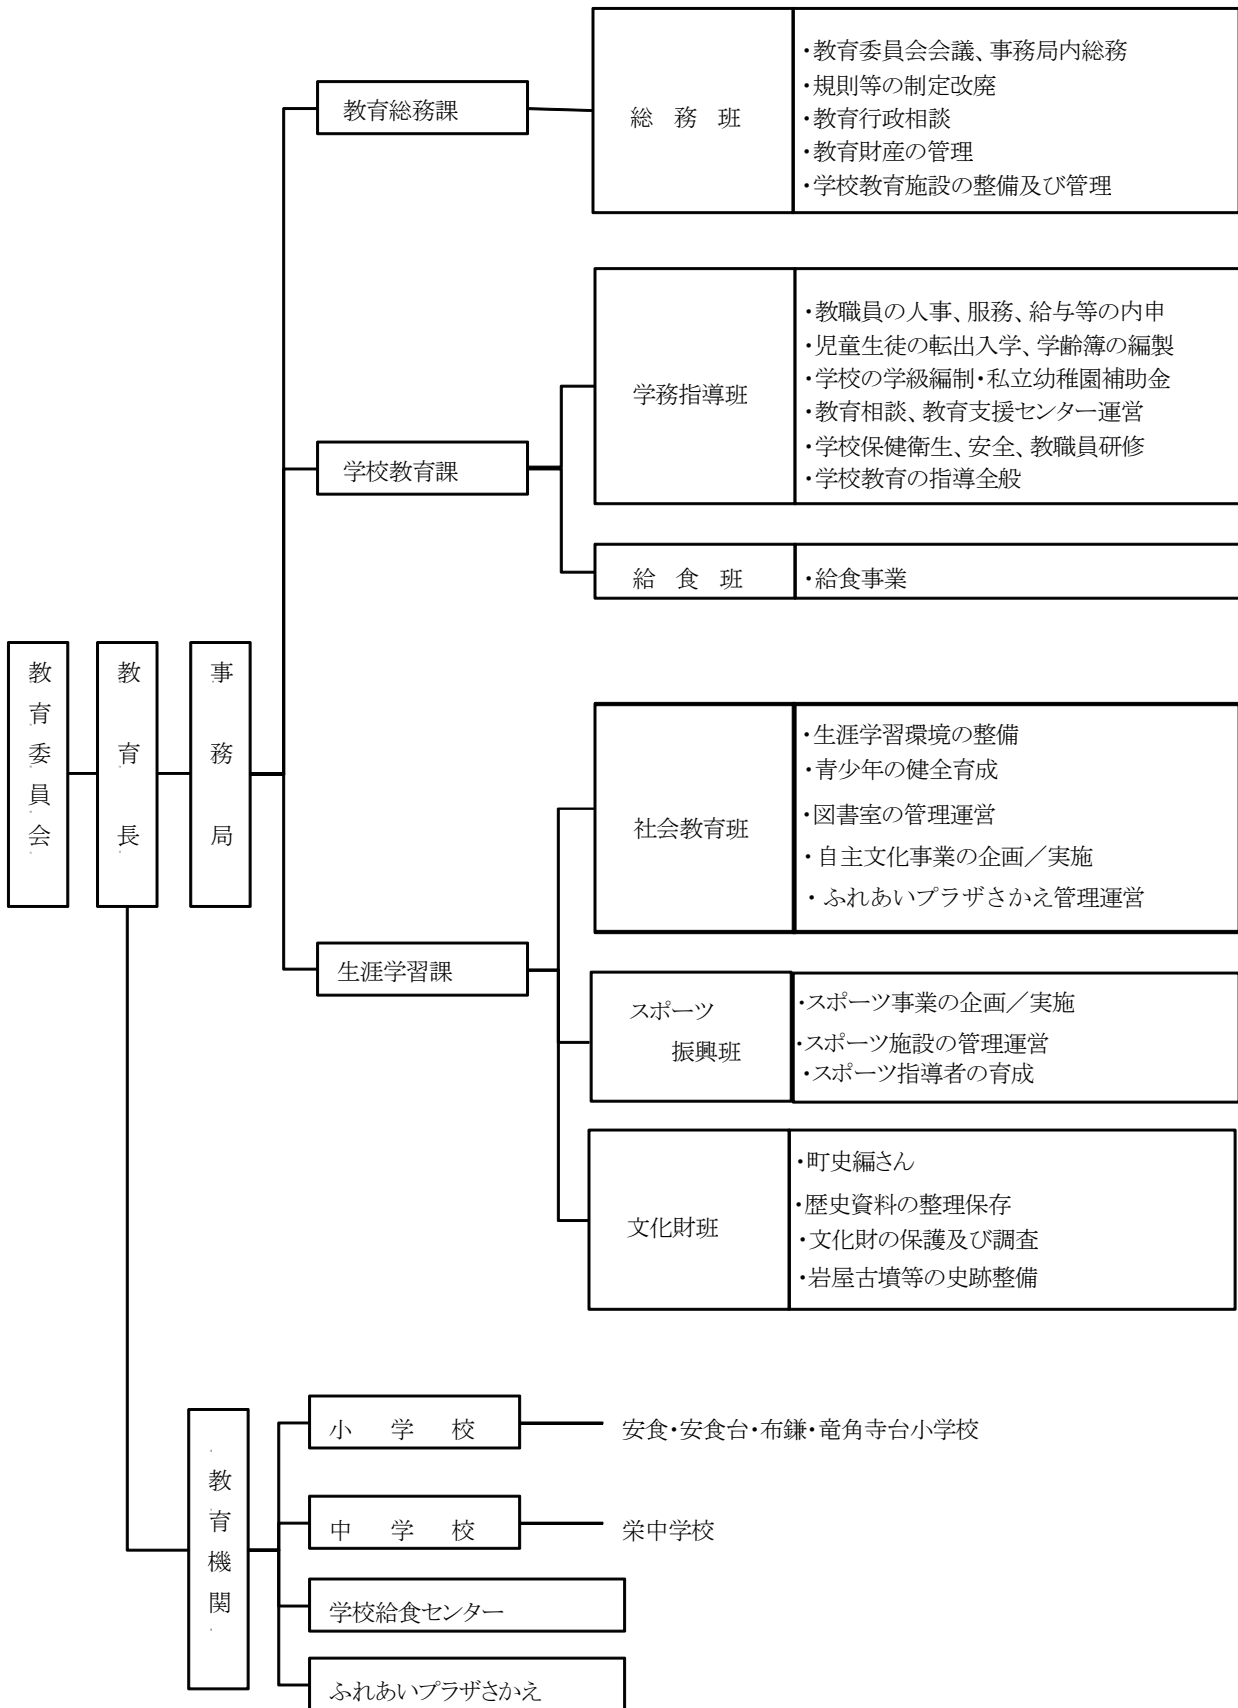 教育委員会
教育長
事務局
教育総務課
総務班
・教育委員会会議、事務局内総務
・規則等の制定改廃
・教育行政相談
・教育財産の管理
・学校教育施設の整備及び管理
学校教育課
学務指導班
・教職員の人事、服務、給与等の内申
・児童生徒の転出入学、学齢簿の編製
・学校の学級編制・私立幼稚園補助金
・教育相談、教育支援センター運営
・学校保健衛生、安全、教職員研修
・学校教育の指導全般
給食班
・給食事業
生涯学習課
社会教育班
・生涯学習環境の整備
・青少年の健全育成
・図書室の管理運営
・自主文化事業の企画／実施
・ふれあいプラザさかえ管理運営
スポーツ
振興班
・スポーツ事業の企画／実施
・スポーツ施設の管理運営
・スポーツ指導者の育成
文化財班
・町史編さん
・歴史資料の整理保存
・文化財の保護及び調査
・岩屋古墳等の史跡整備
教育機関
小学校
安食・安食台・布鎌・竜角寺台小学校
中学校
栄中学校
学校給食センター
ふれあいプラザさかえ